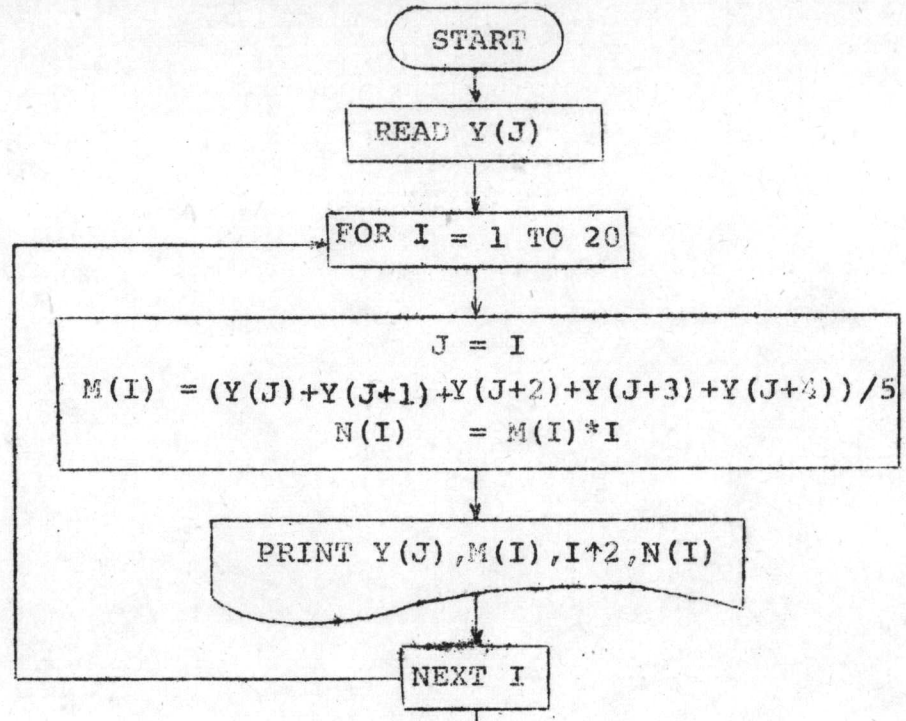 START
READ Y(J)
FOR I = 1 TO 20
J = I
M(I) = (Y(J)+Y(J+1)+Y(J+2)+Y(J+3)+Y(J+4))/5
N(I) = M(I)*I
PRINT Y(J),M(I),I↑2,N(I)
NEXT I